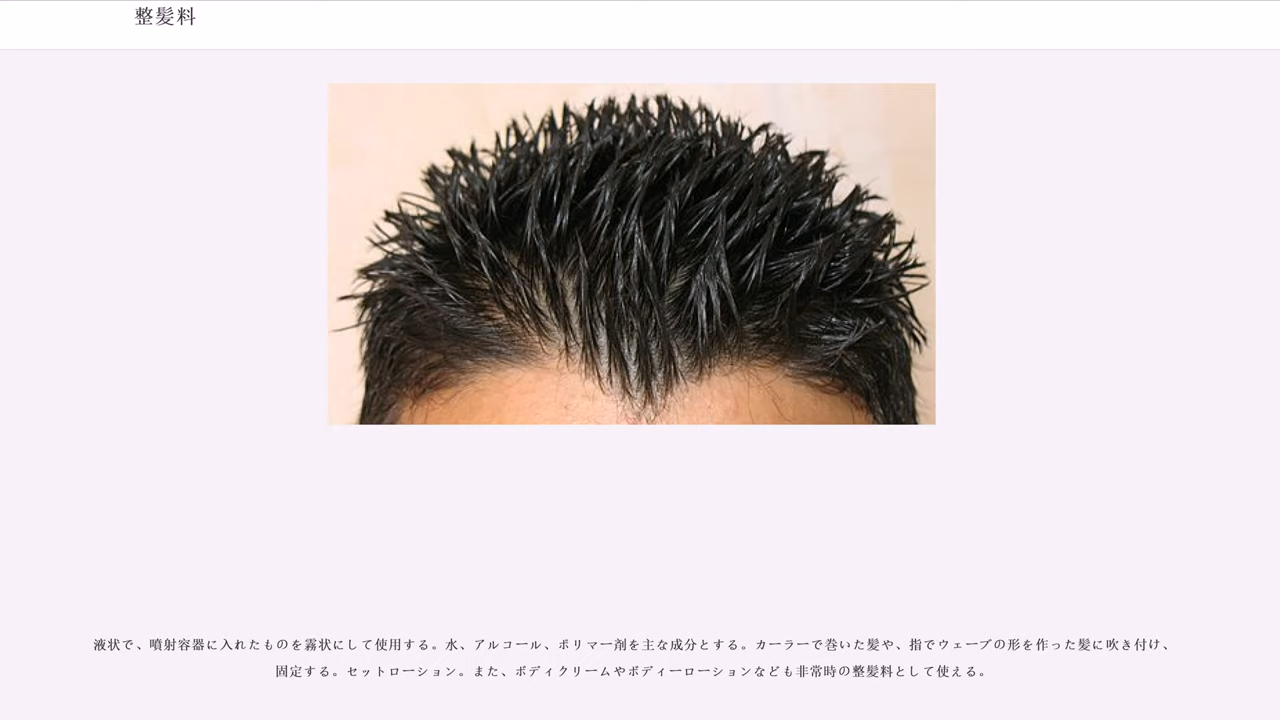 整髪料
液状で、噴射容器に入れたものを霧状にして使用する。水、アルコール、ポリマー剤を主な成分とする。カーラーで巻いた髪や、指でウェーブの形を作った髪に吹き付け、
固定する。セットローション。また、ボディクリームやボディーローションなども非常時の整髪料として使える。